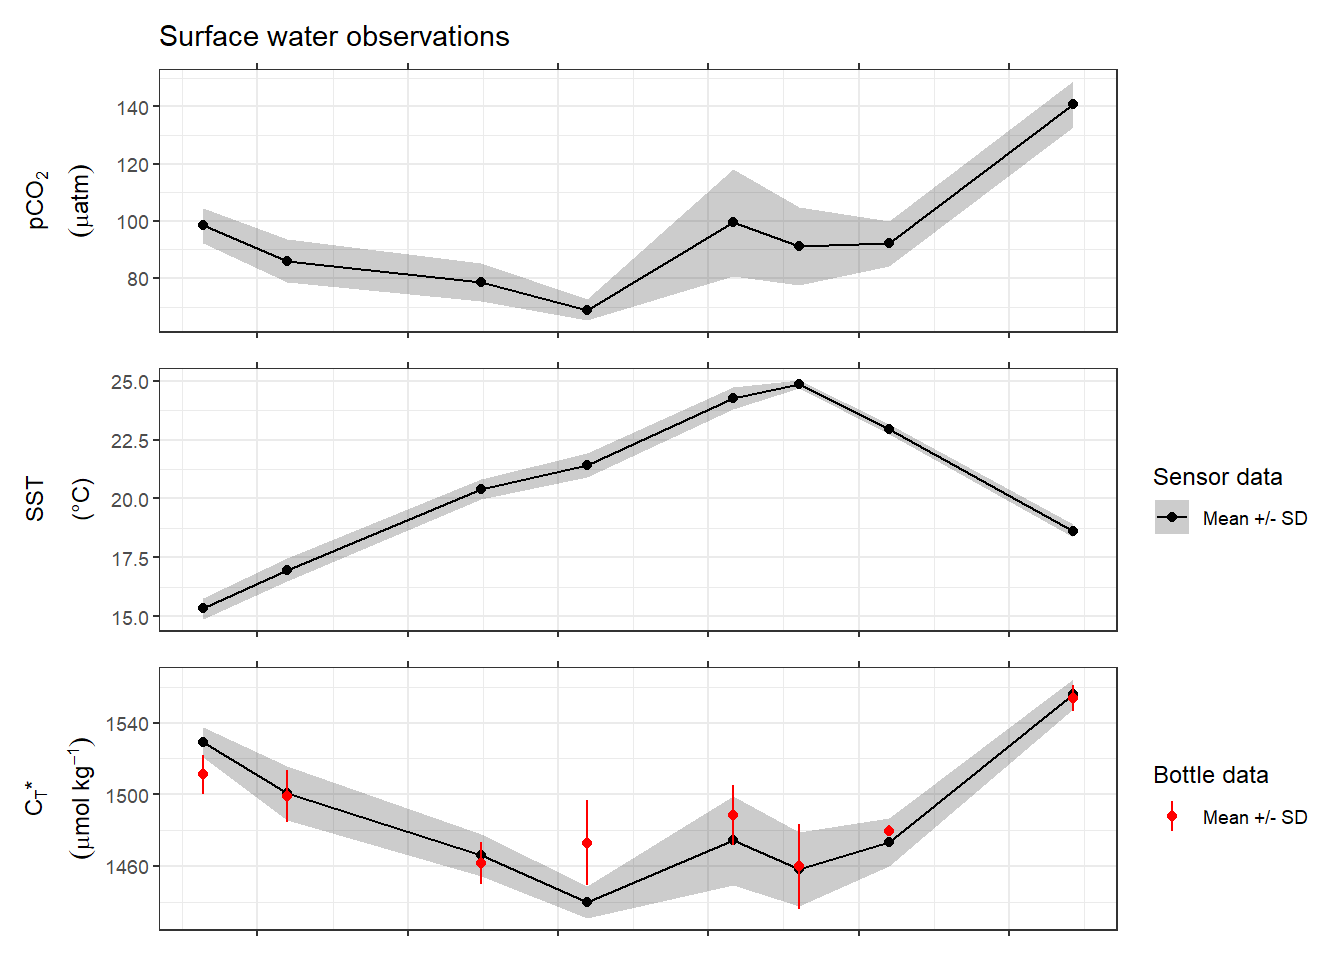 Surface water observations
pCO₂
(μatm)
140
120
100
80
SST
(°C)
25.0
22.5
20.0
17.5
15.0
Sensor data
Mean +/- SD
C_T*
(μmol kg⁻¹)
1540
1500
1460
Bottle data
Mean +/- SD